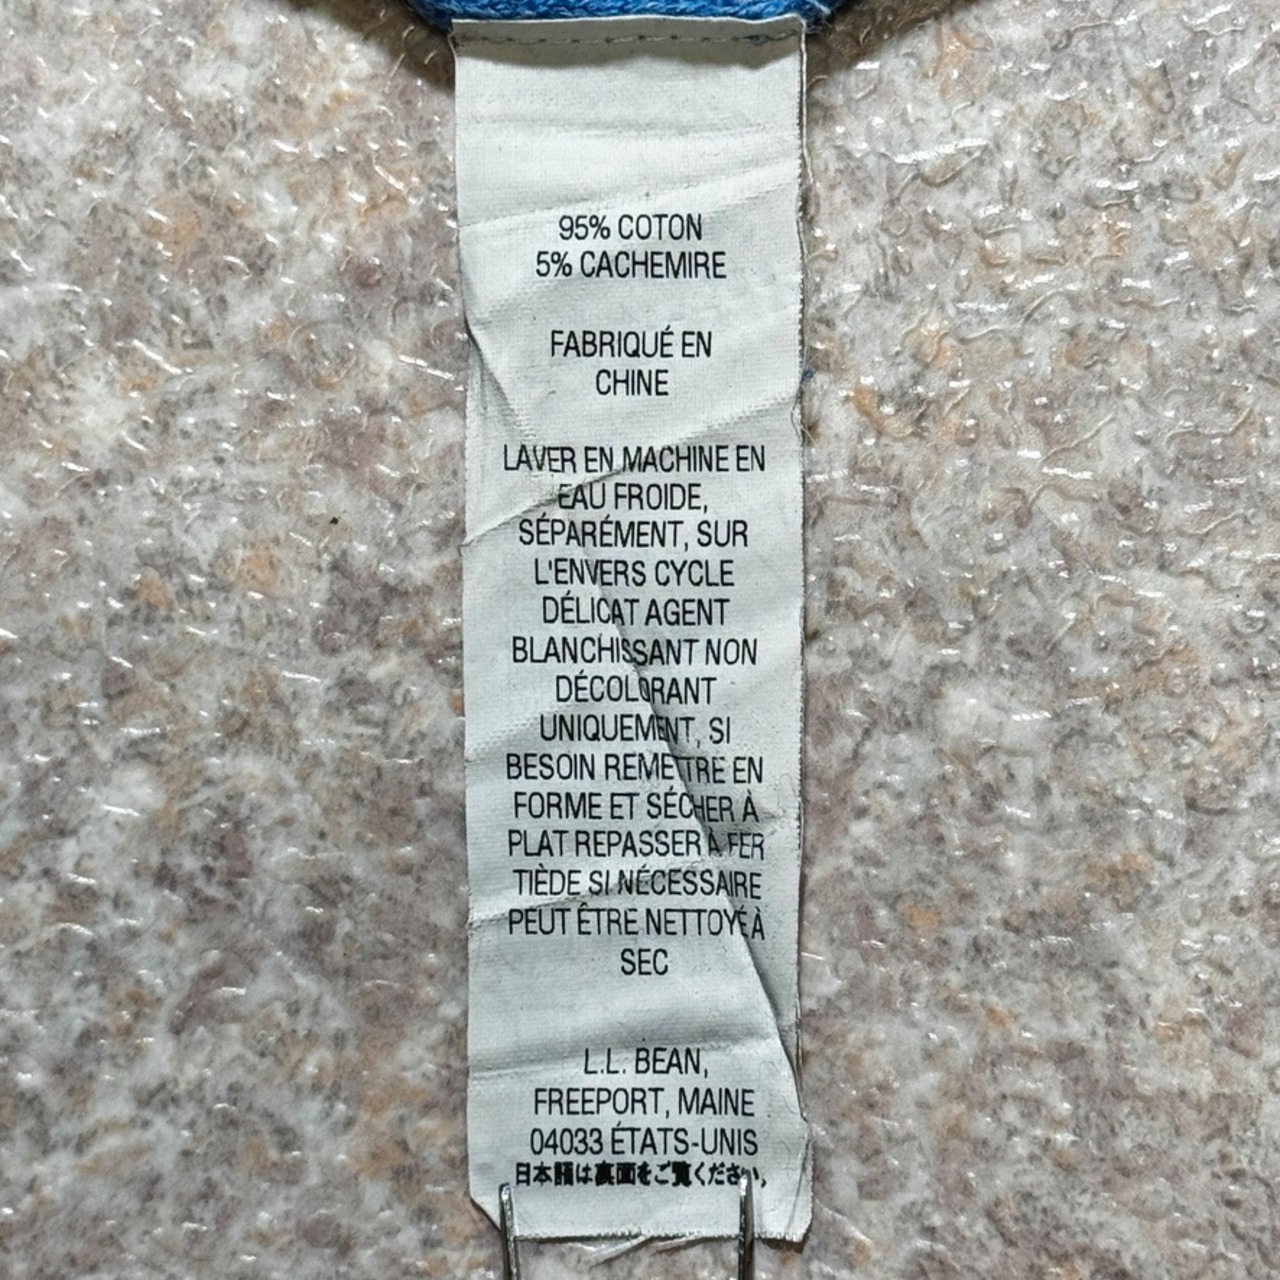 95% COTON
5% CACHEMIRE
FABRIQUÉ EN
CHINE
LAVER EN MACHINE EN
EAU FROIDE,
SÉPARÉMENT, SUR
L'ENVERS CYCLE
DÉLICAT AGENT
BLANCHISSANT NON
DÉCOLORANT
UNIQUEMENT, SI
BESOIN REMETTRE EN
FORME ET SÉCHER À
PLAT REPASSER À FER
TIÈDE SI NÉCESSAIRE
PEUT ÊTRE NETTOYÉ À
SEC
L.L. BEAN,
FREEPORT, MAINE
04033 ÉTATS-UNIS
日本語は裏面をご覧ください。